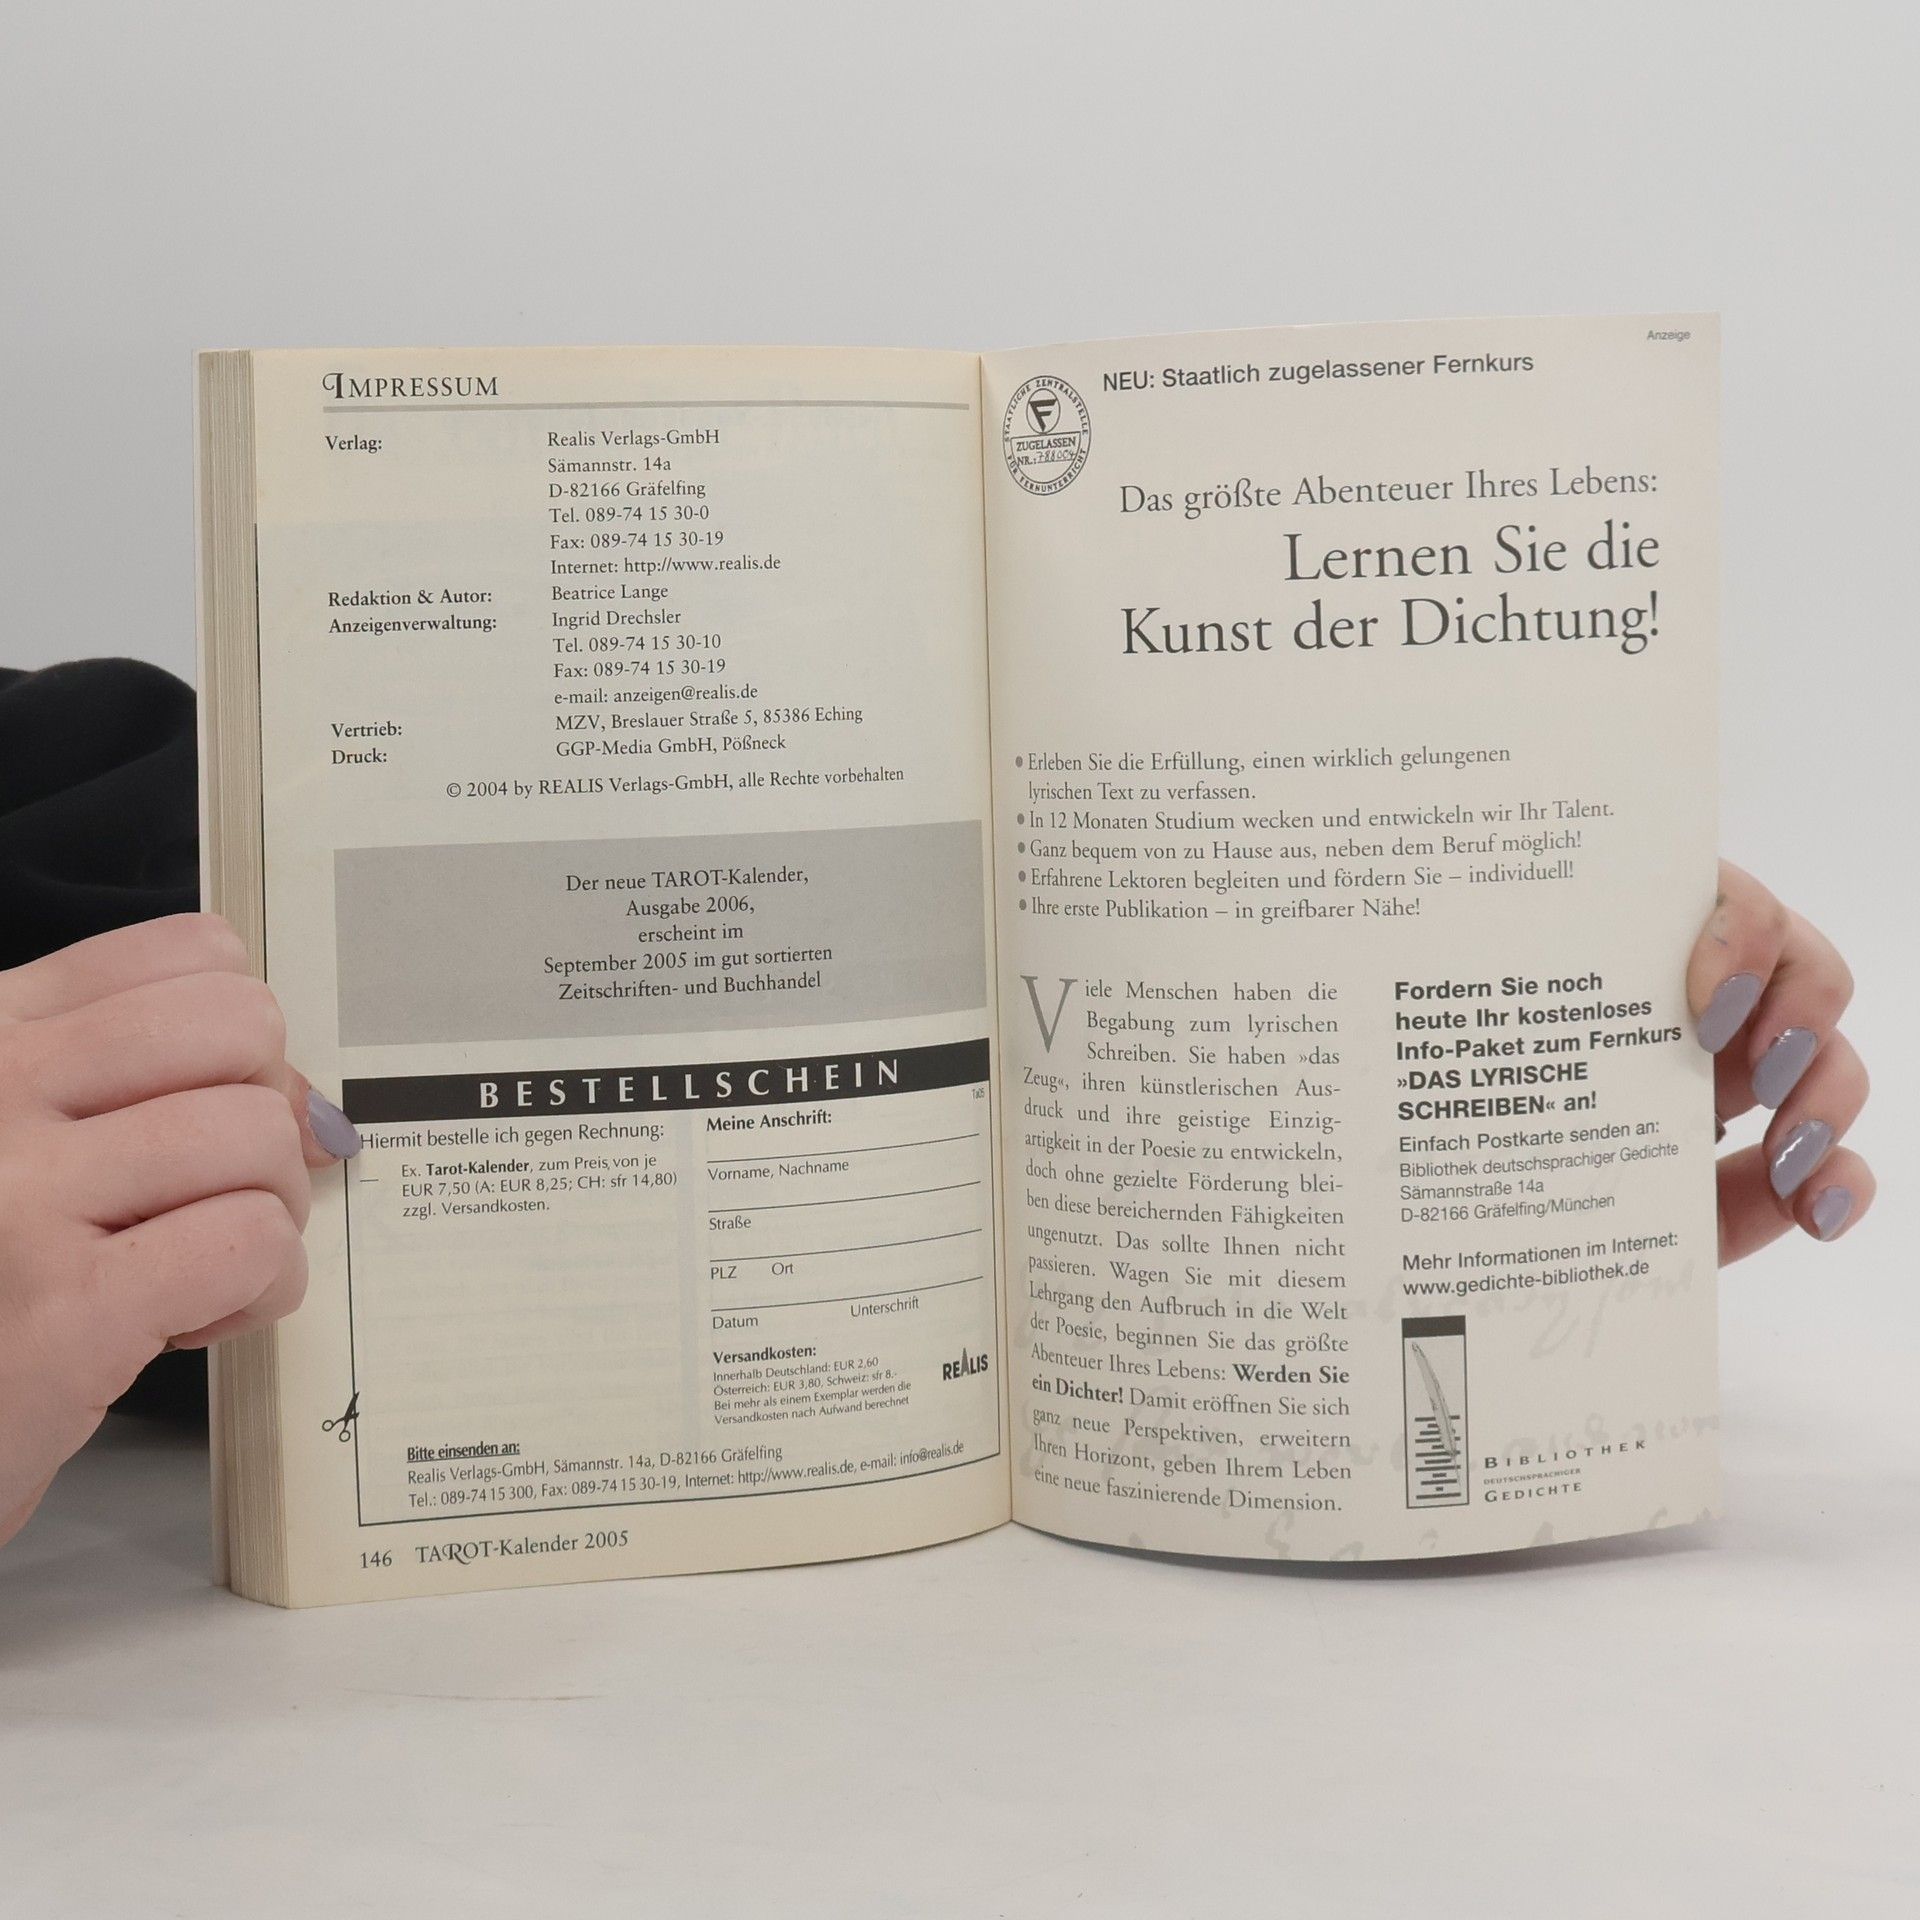 IMPRESSUM
Verlag:
Realis Verlags-GmbH
Sämannstr. 14a
D-82166 Gräfelfing
Tel. 089-74 15 30-0
Fax: 089-74 15 30-19
Internet: http://www.realis.de
Redaktion & Autor: Beatrice Lange
Anzeigenverwaltung: Ingrid Drechsler
Tel. 089-74 15 30-10
Fax: 089-74 15 30-19
e-mail: anzeigen@realis.de
Vertrieb: MZV, Breslauer Straße 5, 85386 Eching
Druck: GGP-Media GmbH, Pößneck
© 2004 by REALIS Verlags-GmbH, alle Rechte vorbehalten
Der neue TAROT-Kalender,
Ausgabe 2006,
erscheint im
September 2005 im gut sortierten
Zeitschriften- und Buchhandel
BESTELLSCHEIN
Ta05
Hiermit bestelle ich gegen Rechnung:
Ex. Tarot-Kalender, zum Preis von je
EUR 7,50 (A: EUR 8,25; CH: sfr 14,80)
zzgl. Versandkosten.
Meine Anschrift:
Vorname, Nachname
Straße
PLZ Ort
Datum Unterschrift
Versandkosten:
Innerhalb Deutschland: EUR 2,60
Österreich: EUR 3,80, Schweiz: sfr 8.-
Bei mehr als einem Exemplar werden die
Versandkosten nach Aufwand berechnet
REALIS
Bitte einsenden an:
Realis Verlags-GmbH, Sämannstr. 14a, D-82166 Gräfelfing
Tel.: 089-74 15 300, Fax: 089-74 15 30-19, Internet: http://www.realis.de, e-mail: info@realis.de
146 TAROT-Kalender 2005
Anzeige
NEU: Staatlich zugelassener Fernkurs
STAATLICHE ZENTRALSTELLE
FÜR FERNUNTERRICHT
ZUGELASSEN
NR.: 788004
Das größte Abenteuer Ihres Lebens:
Lernen Sie die
Kunst der Dichtung!
• Erleben Sie die Erfüllung, einen wirklich gelungenen
lyrischen Text zu verfassen.
• In 12 Monaten Studium wecken und entwickeln wir Ihr Talent.
• Ganz bequem von zu Hause aus, neben dem Beruf möglich!
• Erfahrene Lektoren begleiten und fördern Sie – individuell!
• Ihre erste Publikation – in greifbarer Nähe!
Viele Menschen haben die
Begabung zum lyrischen
Schreiben. Sie haben »das
Zeug«, ihren künstlerischen Aus-
druck und ihre geistige Einzig-
artigkeit in der Poesie zu entwickeln,
doch ohne gezielte Förderung blei-
ben diese bereichernden Fähigkeiten
ungenutzt. Das sollte Ihnen nicht
passieren. Wagen Sie mit diesem
Lehrgang den Aufbruch in die Welt
der Poesie, beginnen Sie das größte
Abenteuer Ihres Lebens: Werden Sie
ein Dichter! Damit eröffnen Sie sich
ganz neue Perspektiven, erweitern
Ihren Horizont, geben Ihrem Leben
eine neue faszinierende Dimension.
Fordern Sie noch
heute Ihr kostenloses
Info-Paket zum Fernkurs
»DAS LYRISCHE
SCHREIBEN« an!
Einfach Postkarte senden an:
Bibliothek deutschsprachiger Gedichte
Sämannstraße 14a
D-82166 Gräfelfing/München
Mehr Informationen im Internet:
www.gedichte-bibliothek.de
BIBLIOTHEK
DEUTSCHSPRACHIGER
GEDICHTE